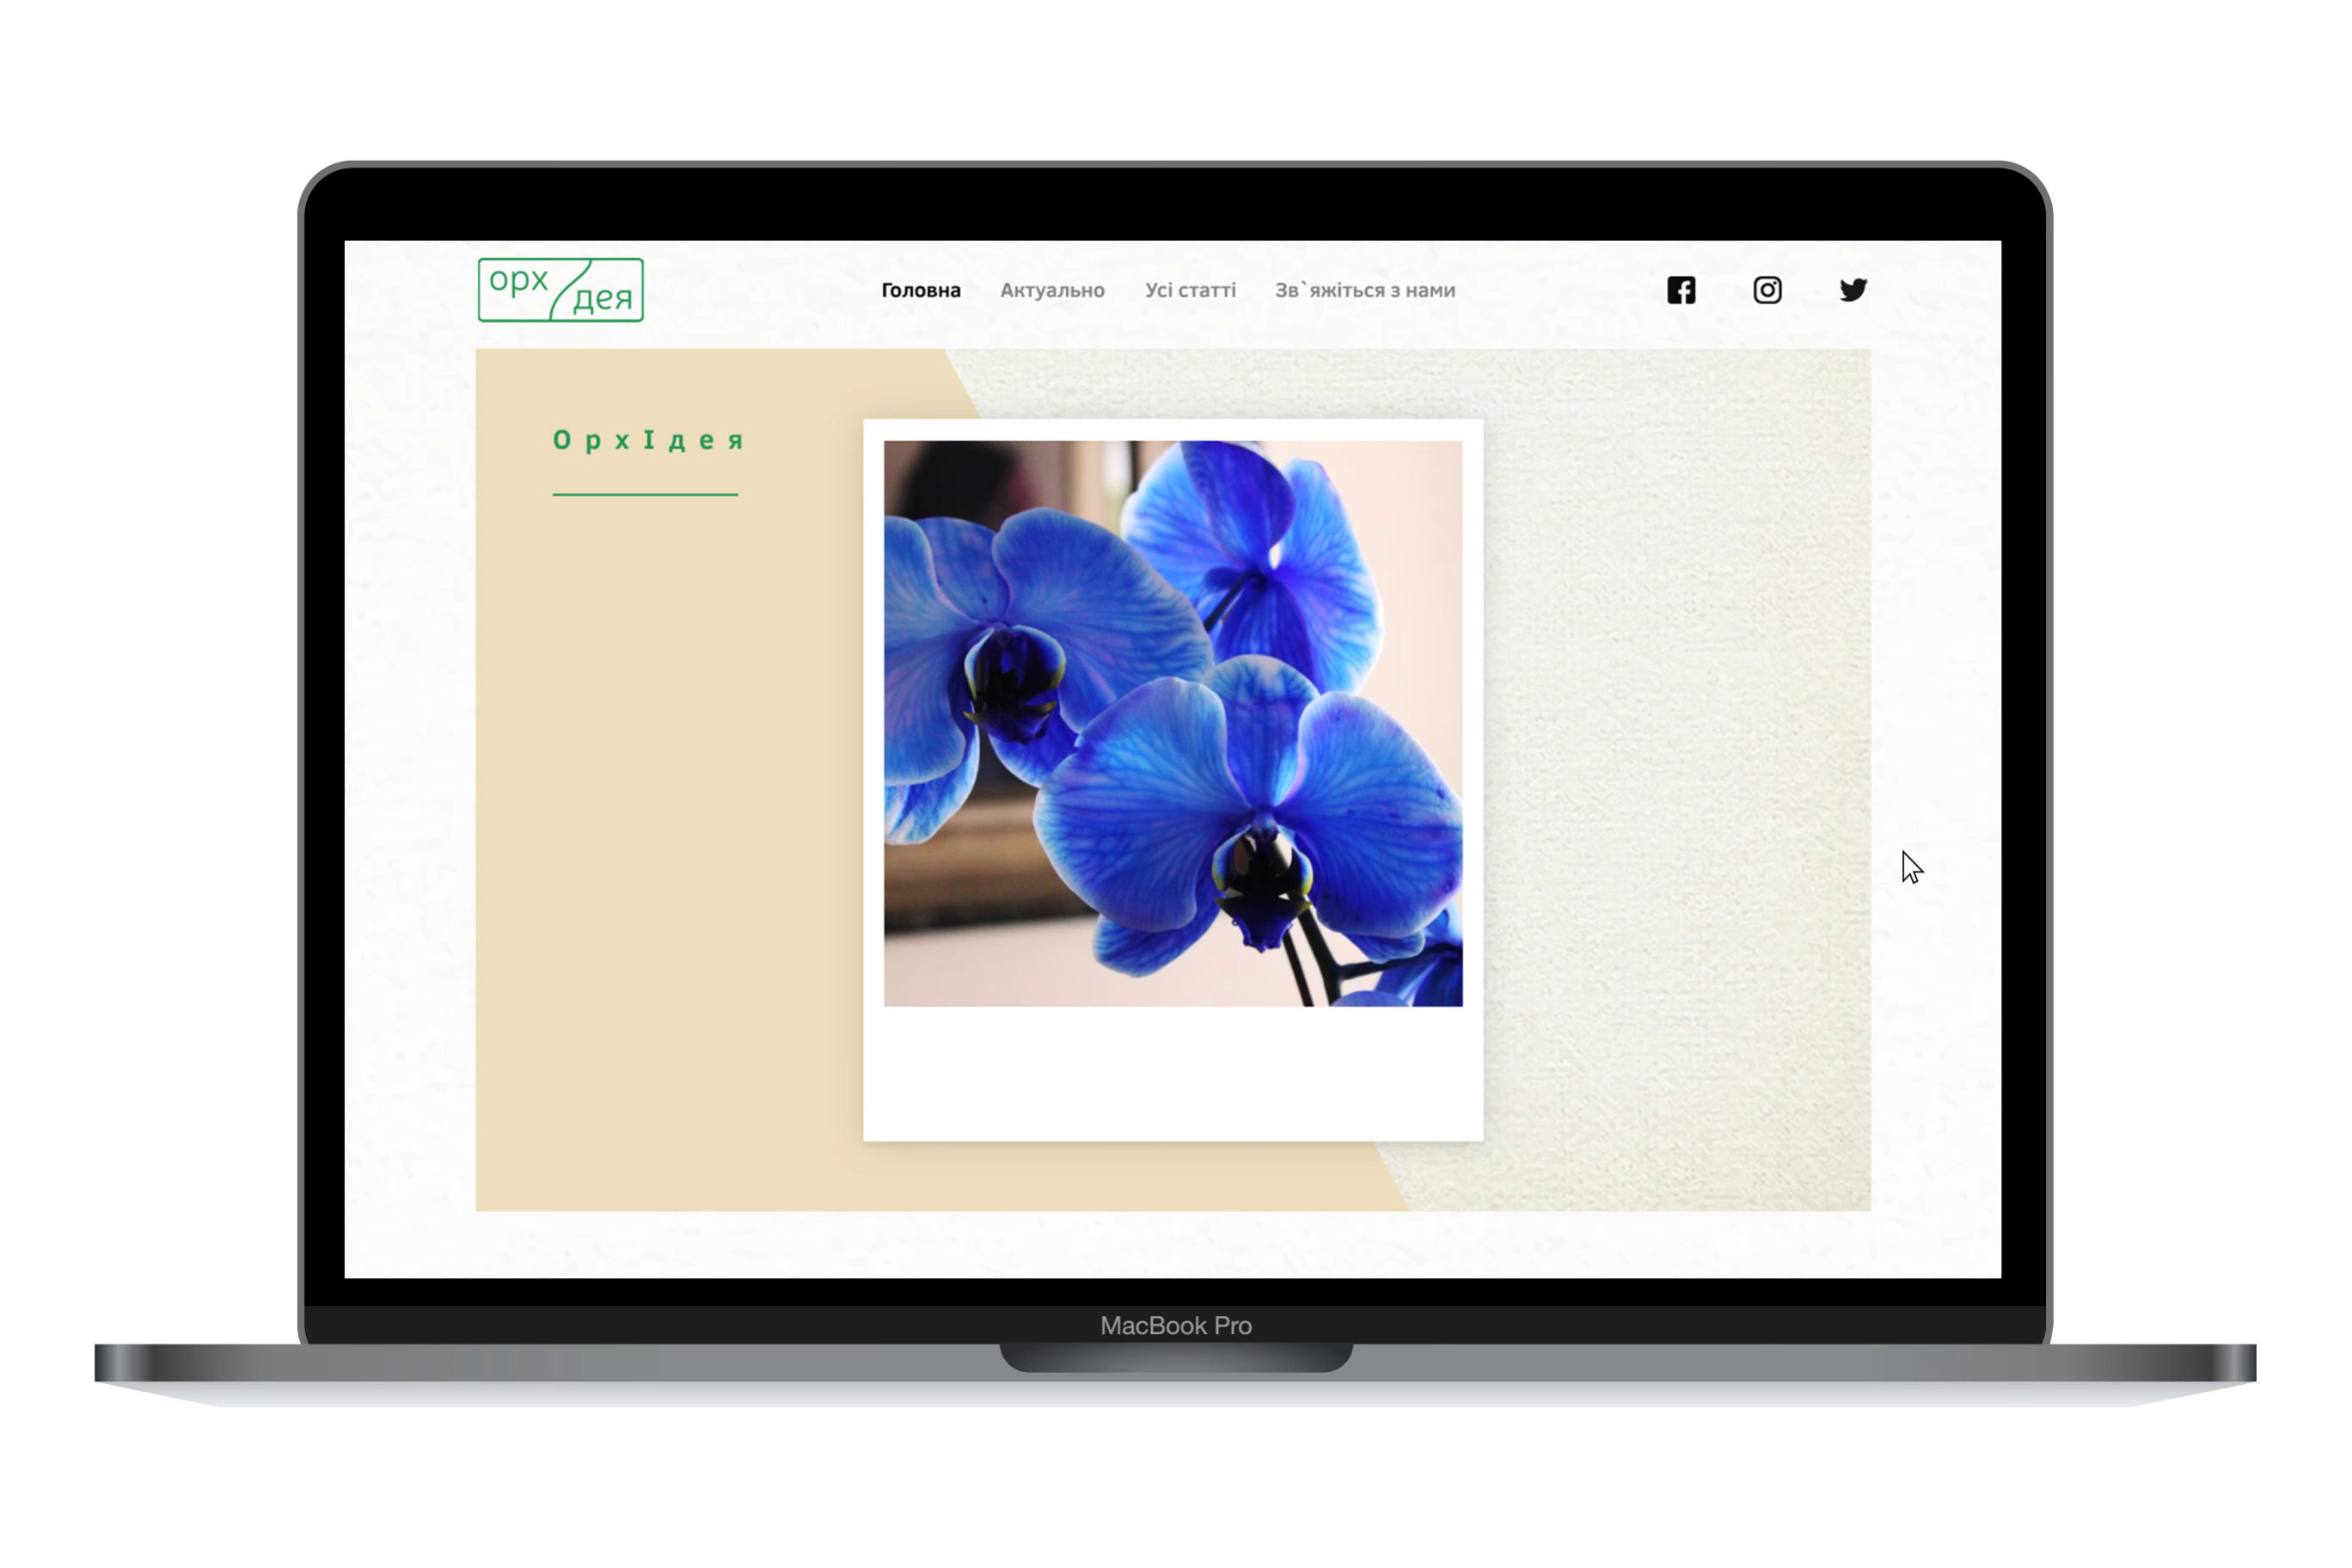 орх
дея
Головна Актуально Усі статті Зв`яжіться з нами
ОрхІдея
MacBook Pro